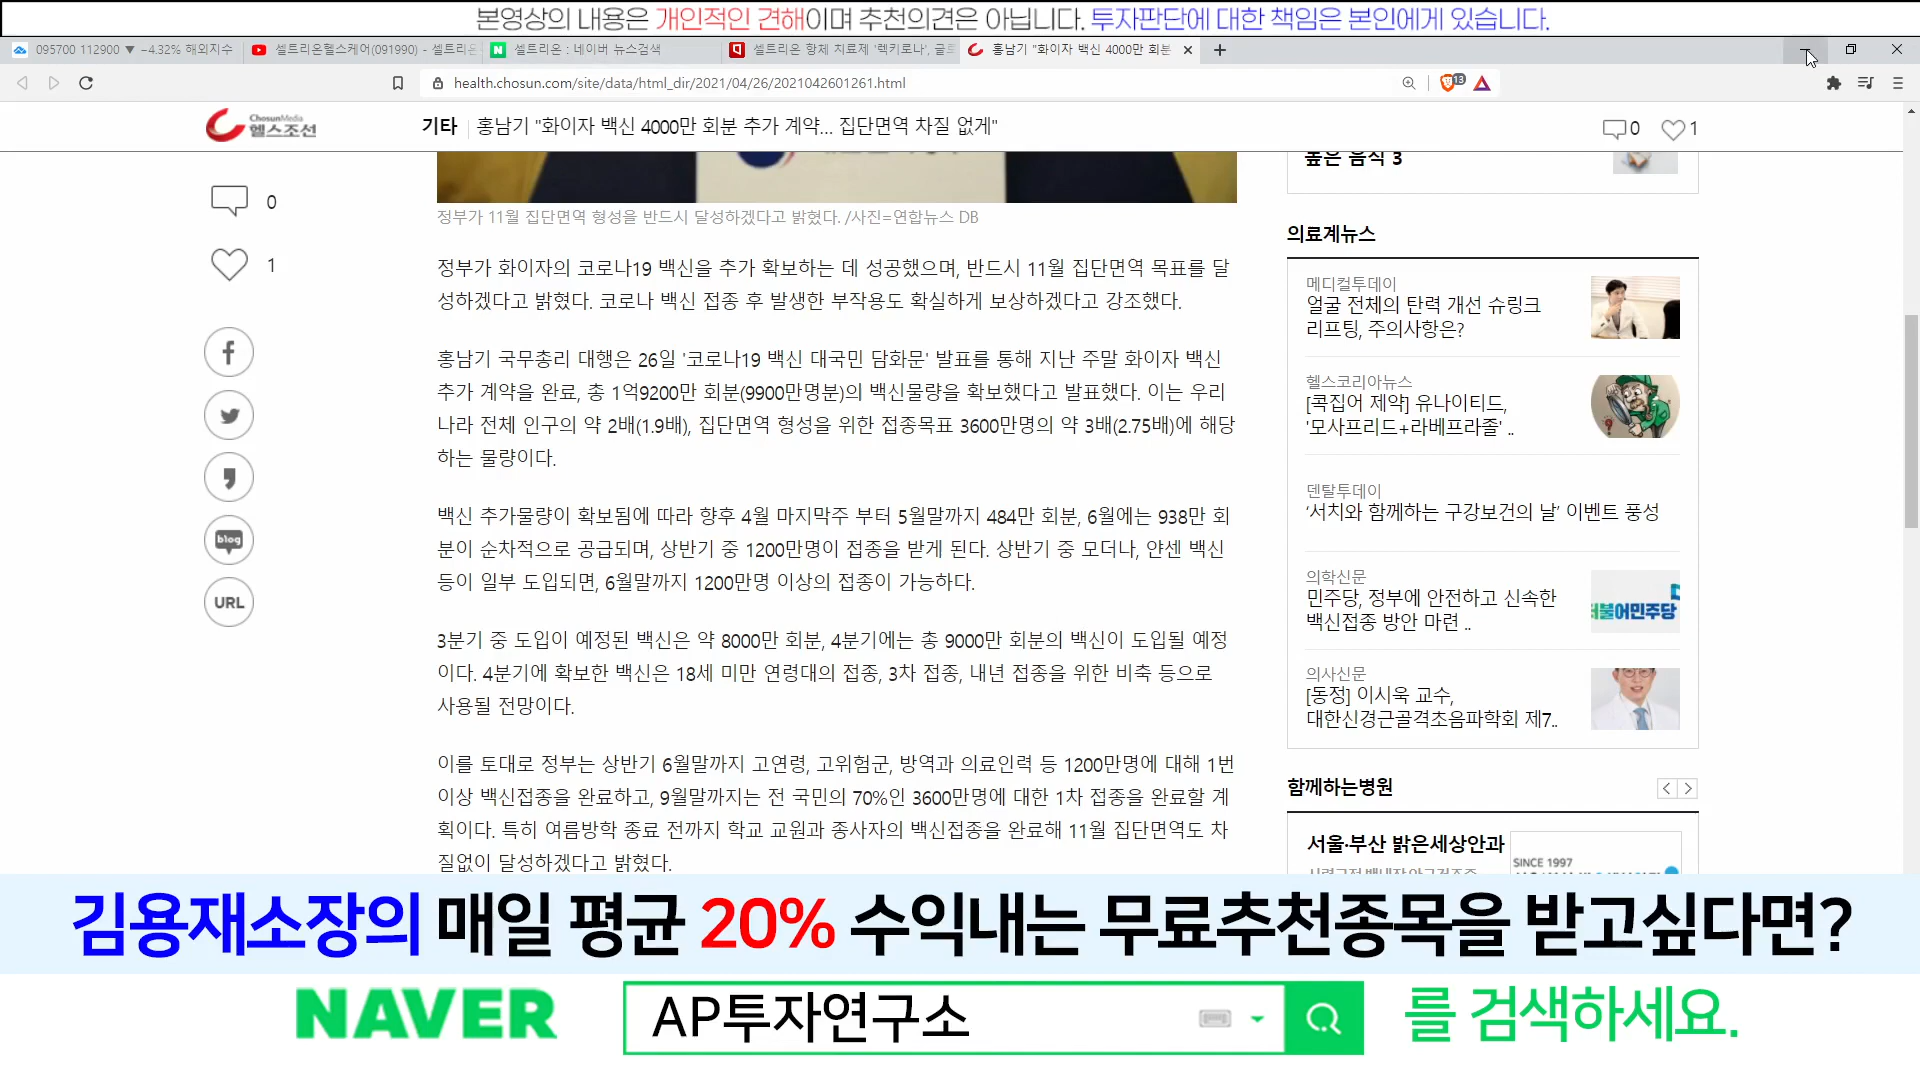 본영상의 내용은 개인적인 견해이며 추천의견은 아닙니다. 투자판단에 대한 책임은 본인에게 있습니다.
095700 112900 ▼ −4.32% 해외지수
셀트리온헬스케어(091990) - 셀트리온
셀트리온 : 네이버 뉴스검색
셀트리온 항체 치료제 '렉키로나', 글로
홍남기 "화이자 백신 4000만 회분
health.chosun.com/site/data/html_dir/2021/04/26/2021042601261.html
13
ChosunMedia
헬스조선
기타 홍남기 "화이자 백신 4000만 회분 추가 계약... 집단면역 차질 없게"
0 1
0
1
URL
blog
정부가 11월 집단면역 형성을 반드시 달성하겠다고 밝혔다. /사진=연합뉴스 DB
정부가 화이자의 코로나19 백신을 추가 확보하는 데 성공했으며, 반드시 11월 집단면역 목표를 달
성하겠다고 밝혔다. 코로나 백신 접종 후 발생한 부작용도 확실하게 보상하겠다고 강조했다.
홍남기 국무총리 대행은 26일 '코로나19 백신 대국민 담화문' 발표를 통해 지난 주말 화이자 백신
추가 계약을 완료, 총 1억9200만 회분(9900만명분)의 백신물량을 확보했다고 발표했다. 이는 우리
나라 전체 인구의 약 2배(1.9배), 집단면역 형성을 위한 접종목표 3600만명의 약 3배(2.75배)에 해당
하는 물량이다.
백신 추가물량이 확보됨에 따라 향후 4월 마지막주 부터 5월말까지 484만 회분, 6월에는 938만 회
분이 순차적으로 공급되며, 상반기 중 1200만명이 접종을 받게 된다. 상반기 중 모더나, 얀센 백신
등이 일부 도입되면, 6월말까지 1200만명 이상의 접종이 가능하다.
3분기 중 도입이 예정된 백신은 약 8000만 회분, 4분기에는 총 9000만 회분의 백신이 도입될 예정
이다. 4분기에 확보한 백신은 18세 미만 연령대의 접종, 3차 접종, 내년 접종을 위한 비축 등으로
사용될 전망이다.
이를 토대로 정부는 상반기 6월말까지 고연령, 고위험군, 방역과 의료인력 등 1200만명에 대해 1번
이상 백신접종을 완료하고, 9월말까지는 전 국민의 70%인 3600만명에 대한 1차 접종을 완료할 계
획이다. 특히 여름방학 종료 전까지 학교 교원과 종사자의 백신접종을 완료해 11월 집단면역도 차
질없이 달성하겠다고 밝혔다.
높은 음식 3
의료계뉴스
메디컬투데이
얼굴 전체의 탄력 개선 슈링크
리프팅, 주의사항은?
헬스코리아뉴스
[콕집어 제약] 유나이티드,
'모사프리드+라베프라졸' ..
덴탈투데이
‘서치와 함께하는 구강보건의 날’ 이벤트 풍성
의학신문
민주당, 정부에 안전하고 신속한
백신접종 방안 마련 ..
더불어민주당
의사신문
[동정] 이시욱 교수,
대한신경근골격초음파학회 제7..
함께하는병원
서울·부산 밝은세상안과
SINCE 1997
김용재소장의 매일 평균 20% 수익내는 무료추천종목을 받고싶다면?
NAVER AP투자연구소 를 검색하세요.